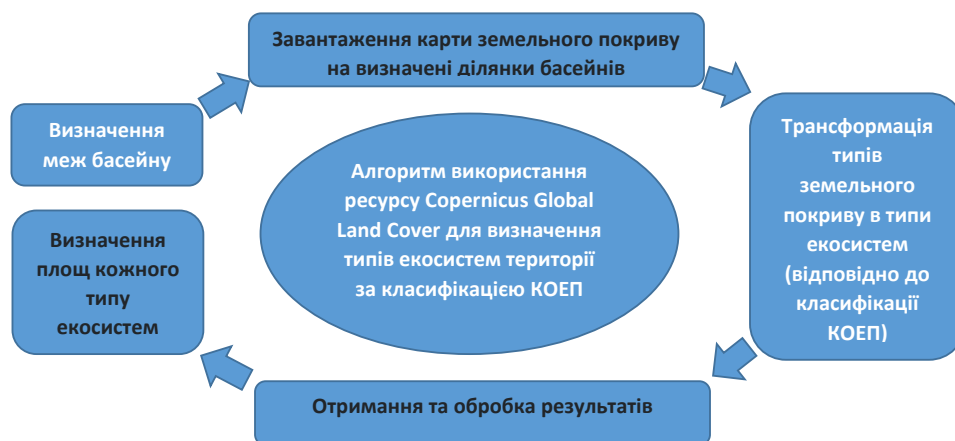 Завантаження карти земельного покриву
на визначені ділянки басейнів
Визначення
меж басейну
Трансформація
типів
земельного
покриву в типи
екосистем
(відповідно до
класифікації
КОЕП)
Алгоритм використання
ресурсу Copernicus Global
Land Cover для визначення
типів екосистем території
за класифікацією КОЕП
Визначення
площ кожного
типу
екосистем
Отримання та обробка результатів